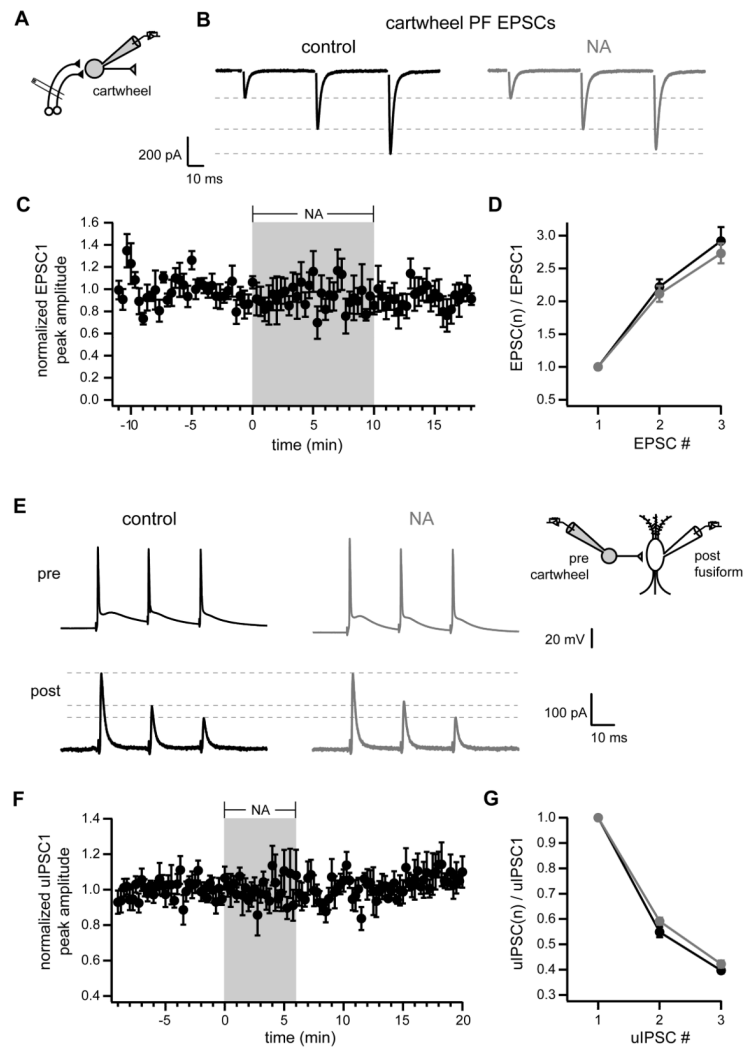 A
cartwheel
B
cartwheel PF EPSCs
control
NA
200 pA
10 ms
C
normalized EPSC1
peak amplitude
1.6
1.4
1.2
1.0
0.8
0.6
0.4
0.2
0.0
NA
-10
-5
0
5
10
15
time (min)
D
EPSC(n) / EPSC1
3.0
2.5
2.0
1.5
1.0
0.5
1
2
3
EPSC #
E
control
NA
pre
post
pre
cartwheel
post
fusiform
20 mV
100 pA
10 ms
F
normalized uIPSC1
peak amplitude
1.4
1.2
1.0
0.8
0.6
0.4
NA
-5
0
5
10
15
20
time (min)
G
uIPSC(n) / uIPSC1
1.0
0.9
0.8
0.7
0.6
0.5
0.4
0.3
1
2
3
uIPSC #